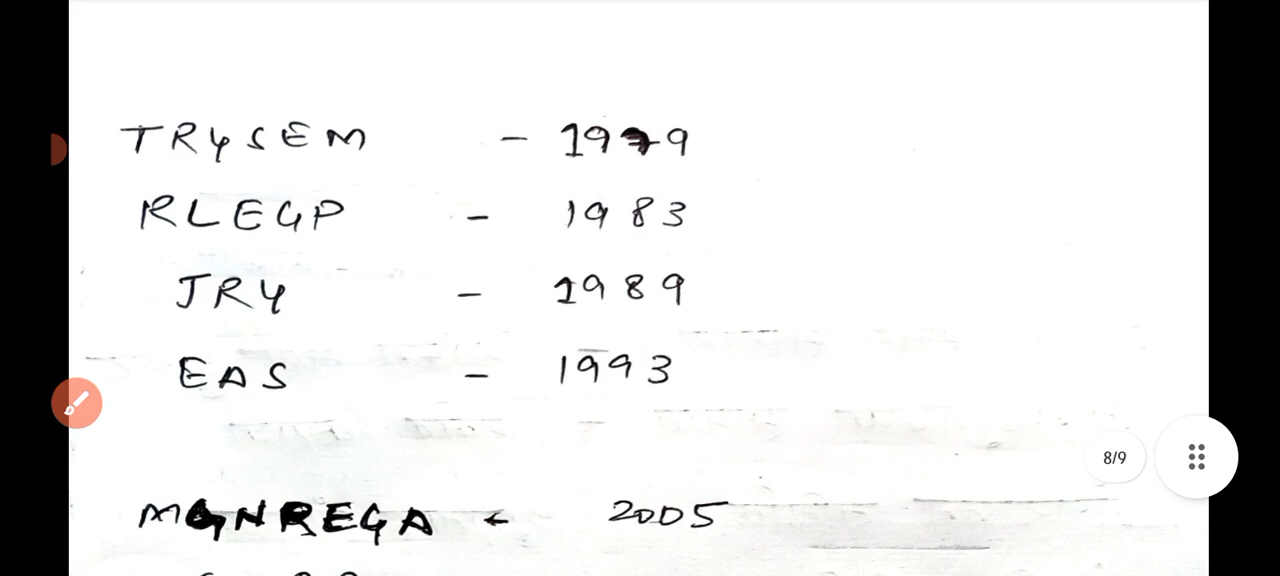 TRYSEM - 1979
RLEGP - 1983
JRY - 1989
EAS - 1993
8/9
MGNREGA - 2005